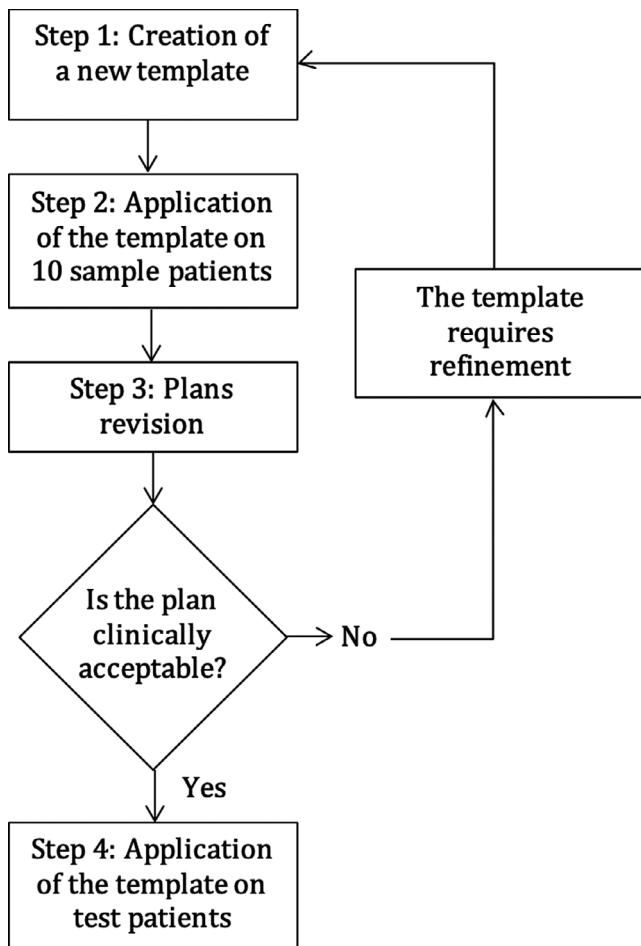 Step 1: Creation of
a new template
Step 2: Application
of the template on
10 sample patients
The template
requires
refinement
Step 3: Plans
revision
Is the plan
clinically
acceptable?
No
Yes
Step 4: Application
of the template on
test patients